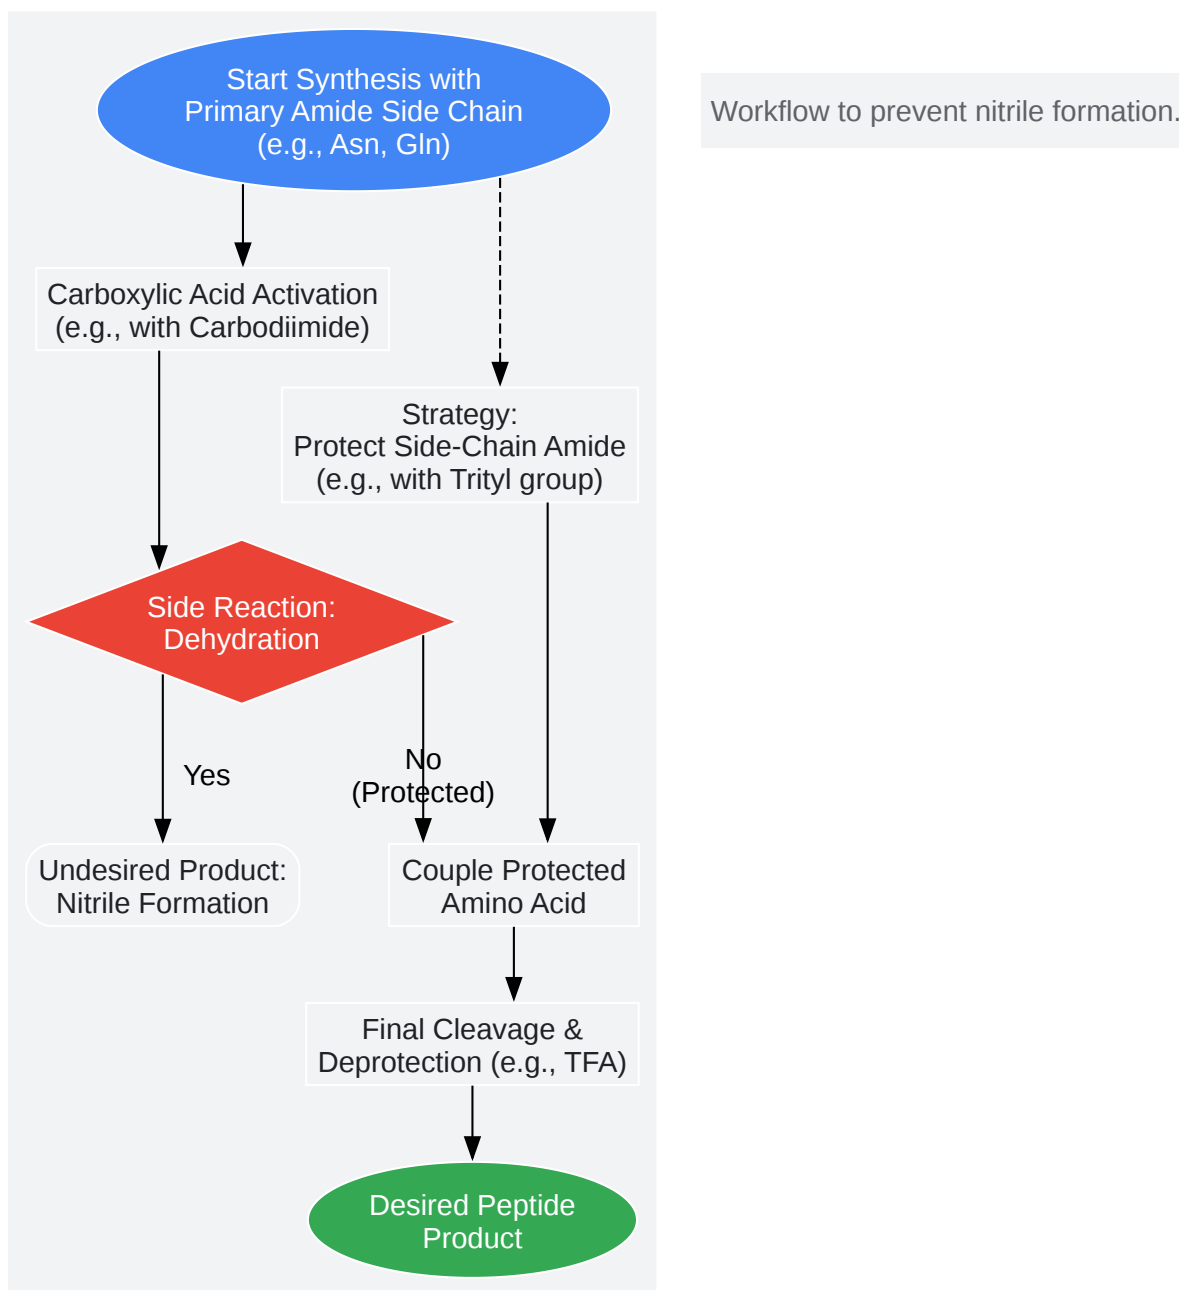 Start Synthesis with
Primary Amide Side Chain
(e.g., Asn, Gln)
Workflow to prevent nitrile formation.
Carboxylic Acid Activation
(e.g., with Carbodiimide)
Strategy:
Protect Side-Chain Amide
(e.g., with Trityl group)
Side Reaction:
Dehydration
Yes
No
(Protected)
Undesired Product:
Nitrile Formation
Couple Protected
Amino Acid
Final Cleavage &
Deprotection (e.g., TFA)
Desired Peptide
Product